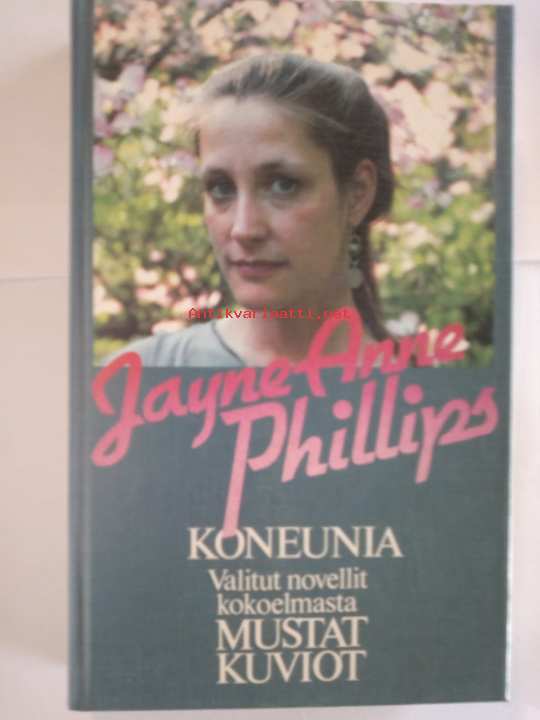 Antikvariaatti.net
Jayne Anne
Phillips
KONEUNIA
Valitut novellit
kokoelmasta
MUSTAT
KUVIOT